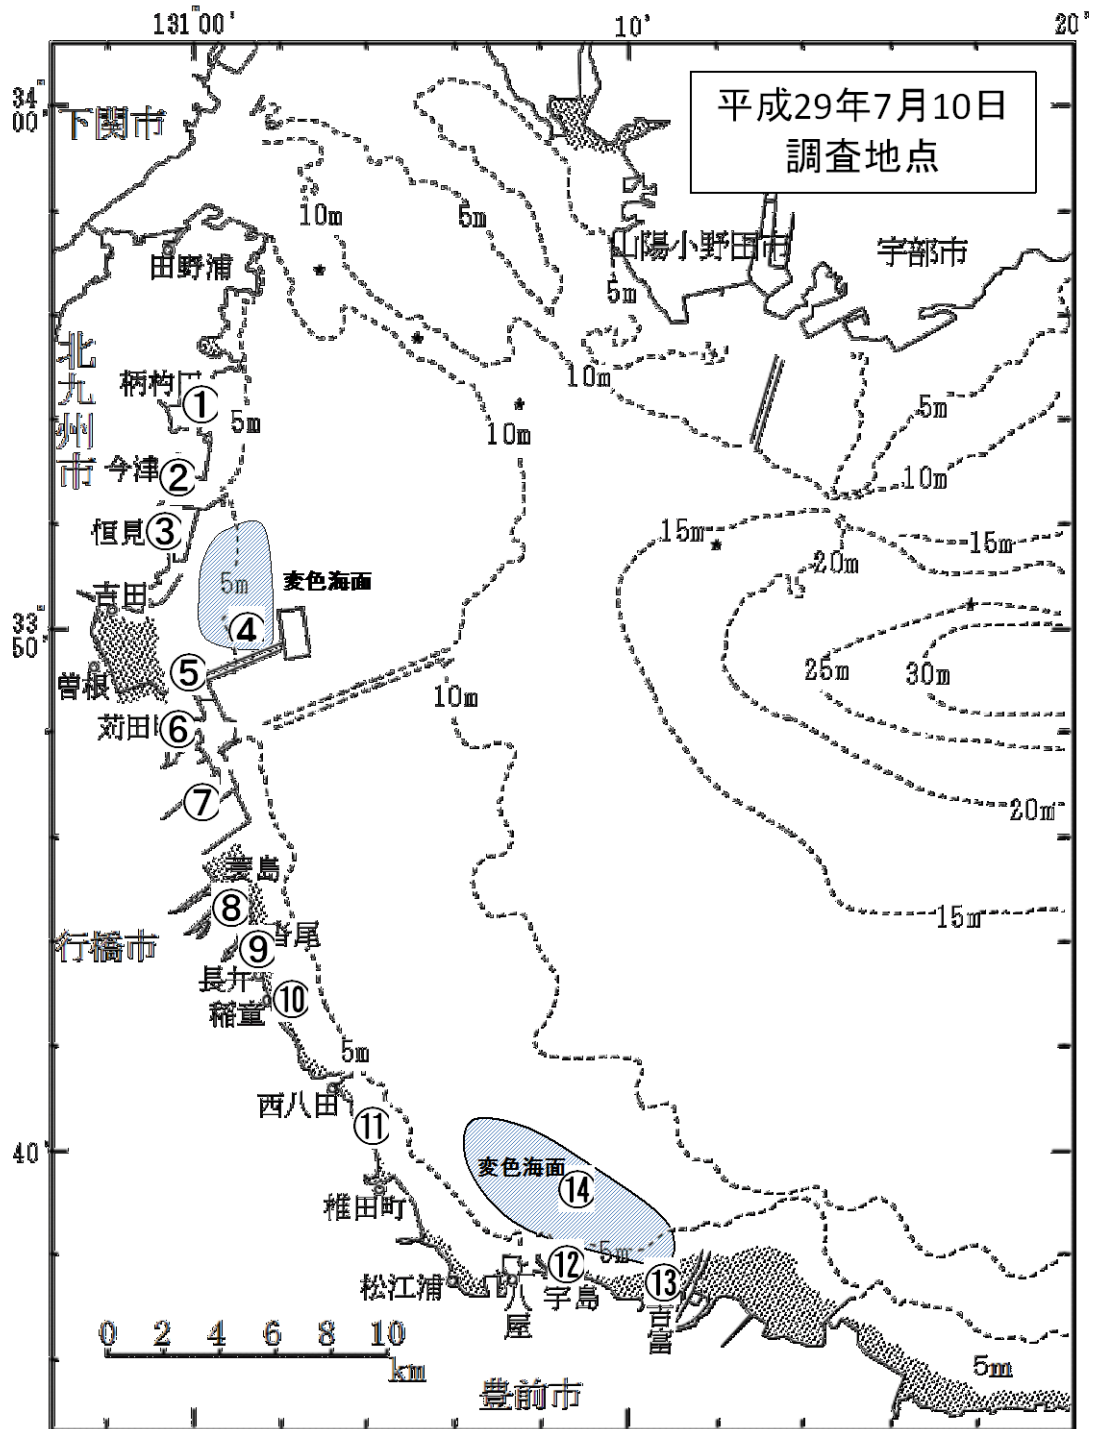 131°00'
10'
20'
34°
00'
平成29年7月10日
調査地点
下関市
10m
5m
山陽小野田市
宇部市
5m
田野浦
北九州市
10m
5m
①
5m
10m
今津
②
10m
恒見
③
15m
15m
20m
5m
変色海面
吉田
33°
50'
④
25m
30m
曽根
⑤
10m
苅田
⑥
⑦
20m
蓑島
⑧
15m
行橋市
⑨
長井
稲童
⑩
5m
西八田
⑪
40'
変色海面
⑭
椎田町
5m
⑫
⑬
松江浦
八屋
宇島
吉富
0 2 4 6 8 10
km
5m
豊前市